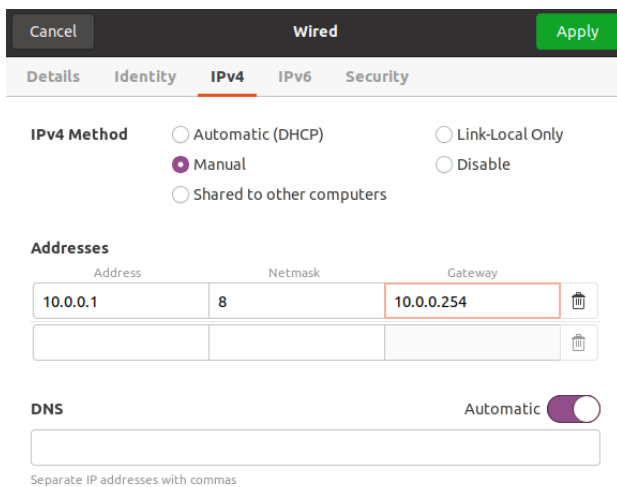 Cancel Wired Apply
Details Identity IPv4 IPv6 Security
IPv4 Method Automatic (DHCP) Link-Local Only
Manual Disable
Shared to other computers
Addresses
Address Netmask Gateway
10.0.0.1 8 10.0.0.254
DNS Automatic
Separate IP addresses with commas